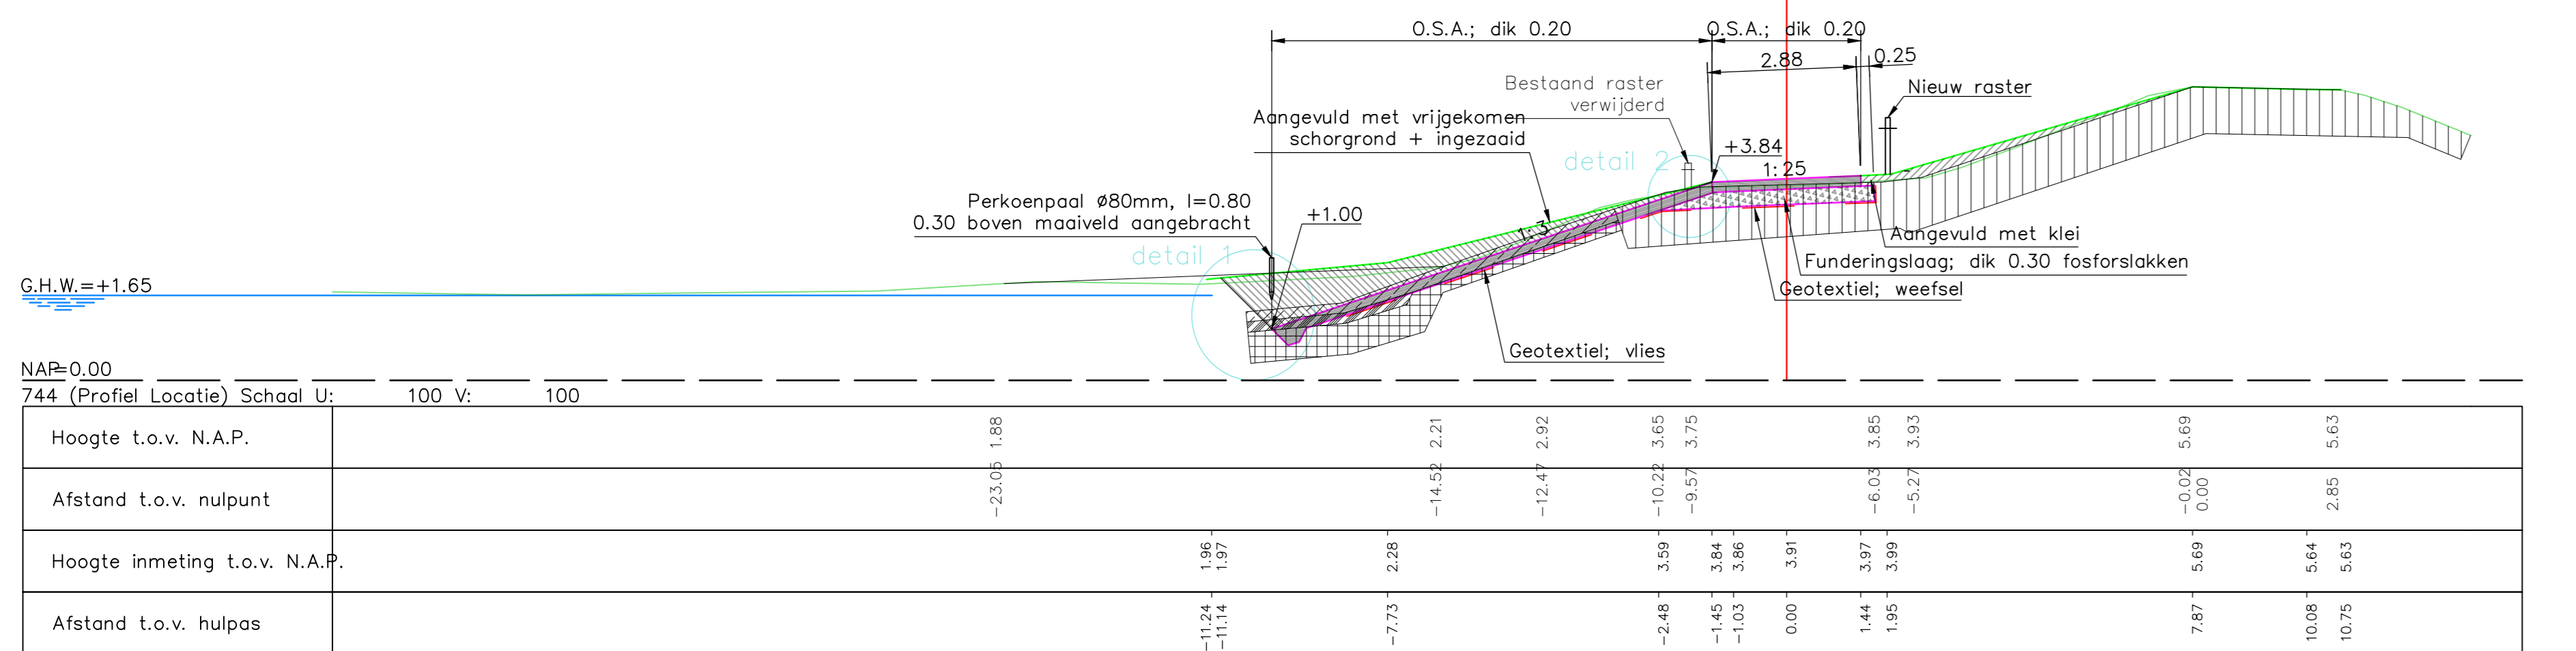 O.S.A.; dik 0.20
O.S.A.; dik 0.20
2.88
0.25
Bestaand raster
verwijderd
Nieuw raster
Aangevuld met vrijgekomen
schorgrond + ingezaaid
+3.84
detail 2
1:25
Perkoenpaal Ø80mm, l=0.80
0.30 boven maaiveld aangebracht
+1.00
1:3
Aangevuld met klei
detail 1
Funderingslaag; dik 0.30 fosforslakken
G.H.W.=+1.65
Geotextiel; weefsel
Geotextiel; vlies
NAP=0.00
744 (Profiel Locatie) Schaal U: 100 V: 100
Hoogte t.o.v. N.A.P. 1.88 2.21 2.92 3.65 3.75 3.85 3.93 5.69 5.63
Afstand t.o.v. nulpunt -23.05 -14.52 -12.47 -10.22 -9.57 -6.03 -5.27 -0.02 0.00 2.85
Hoogte inmeting t.o.v. N.A.P. 1.96 1.97 2.28 3.59 3.84 3.86 3.91 3.97 3.99 5.69 5.64 5.63
Afstand t.o.v. hulpas -11.24 -11.14 -7.73 -2.48 -1.45 -1.03 0.00 1.44 1.95 7.87 10.08 10.75